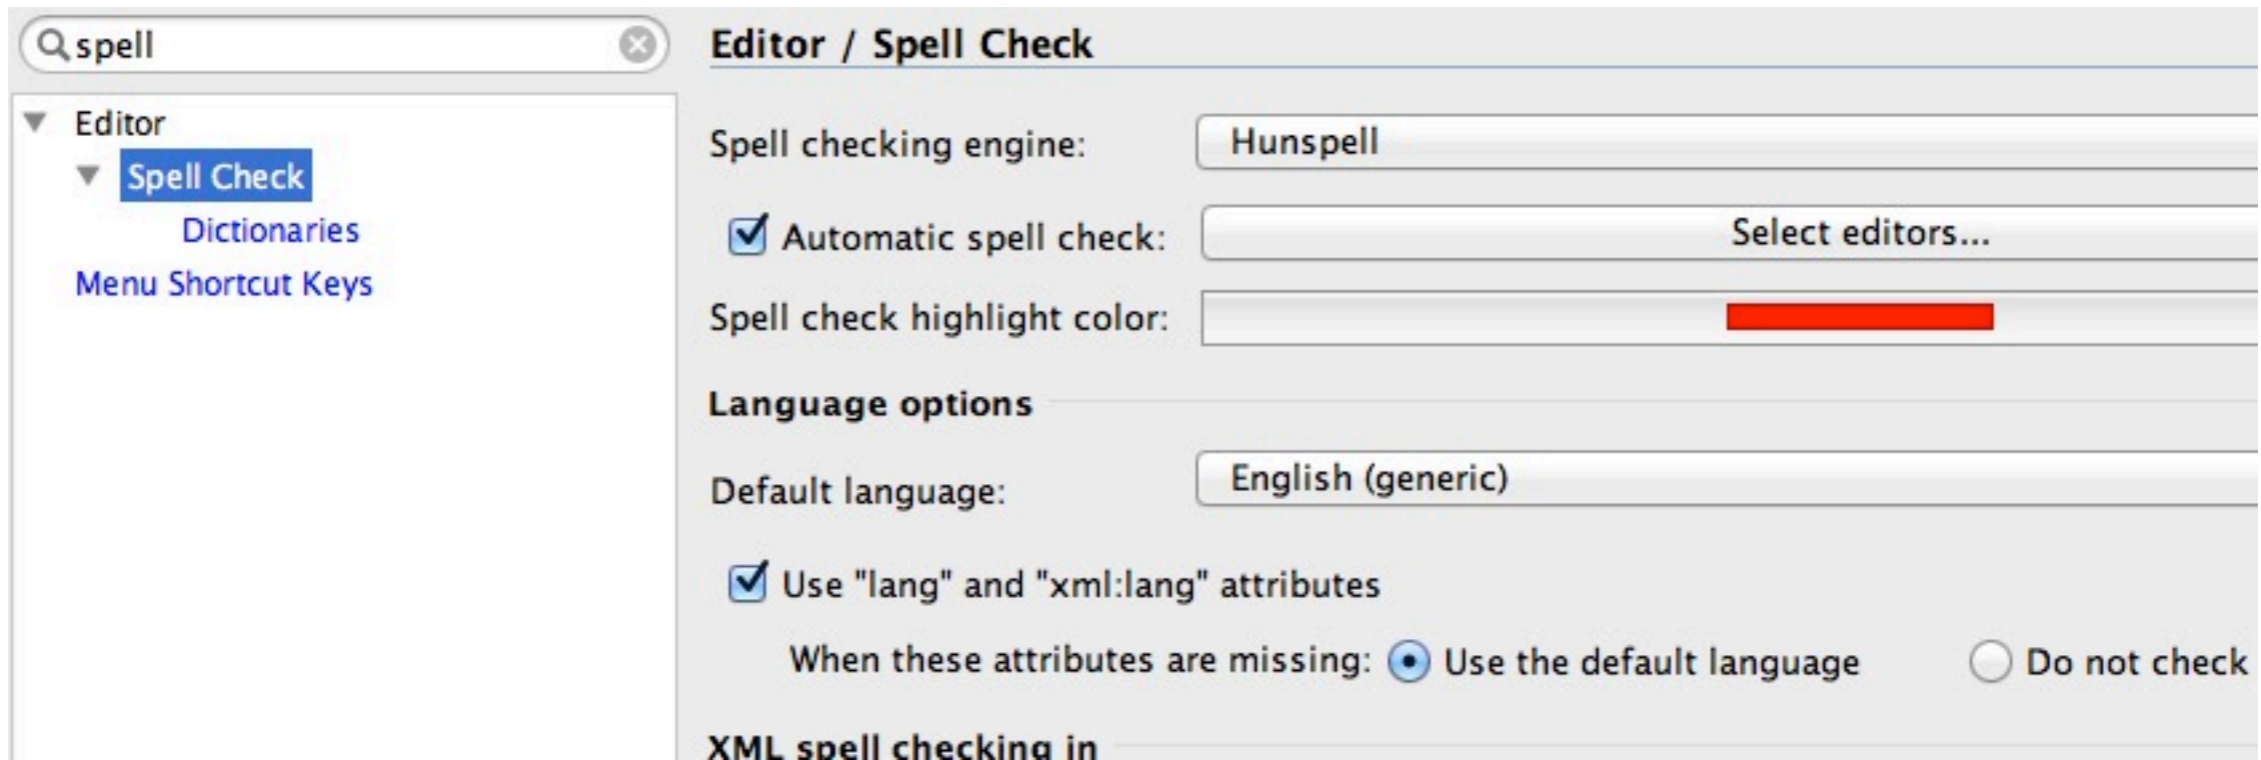 spell
Editor
Spell Check
Dictionaries
Menu Shortcut Keys
Editor / Spell Check
Spell checking engine: Hunspell
Automatic spell check: Select editors...
Spell check highlight color:
Language options
Default language: English (generic)
Use "lang" and "xml:lang" attributes
When these attributes are missing: Use the default language Do not check
XML spell checking in